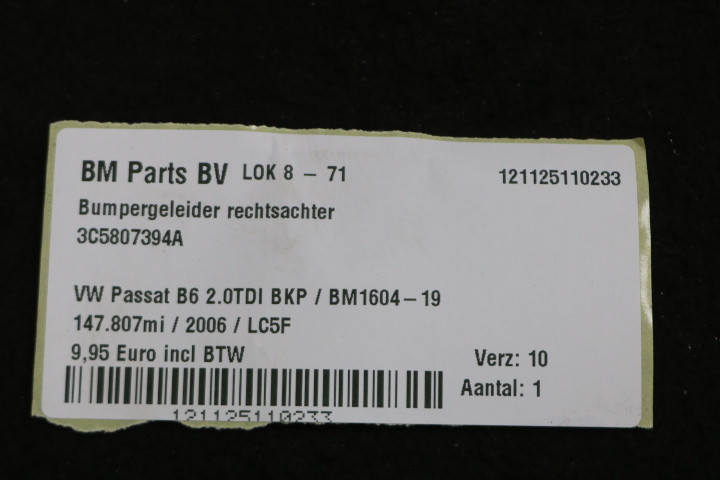 BM Parts BV LOK 8 - 71 121125110233
Bumpergeleider rechtsachter
3C5807394A
VW Passat B6 2.0TDI BKP / BM1604-19
147.807mi / 2006 / LC5F
9,95 Euro incl BTW Verz: 10
Aantal: 1
121125110233